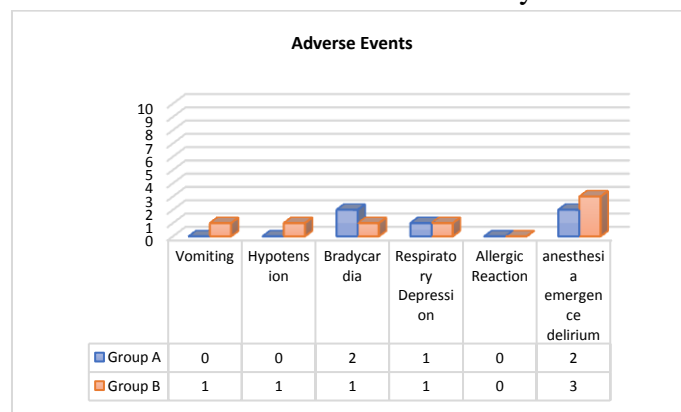 Adverse Events
10
9
8
7
6
5
4
3
2
1
0
Vomiting
Hypotens
ion
Bradycar
dia
Respirato
ry
Depressi
on
Allergic
Reaction
anesthesi
a
emergen
ce
delirium
Group A 0 0 2 1 0 2
Group B 1 1 1 1 0 3